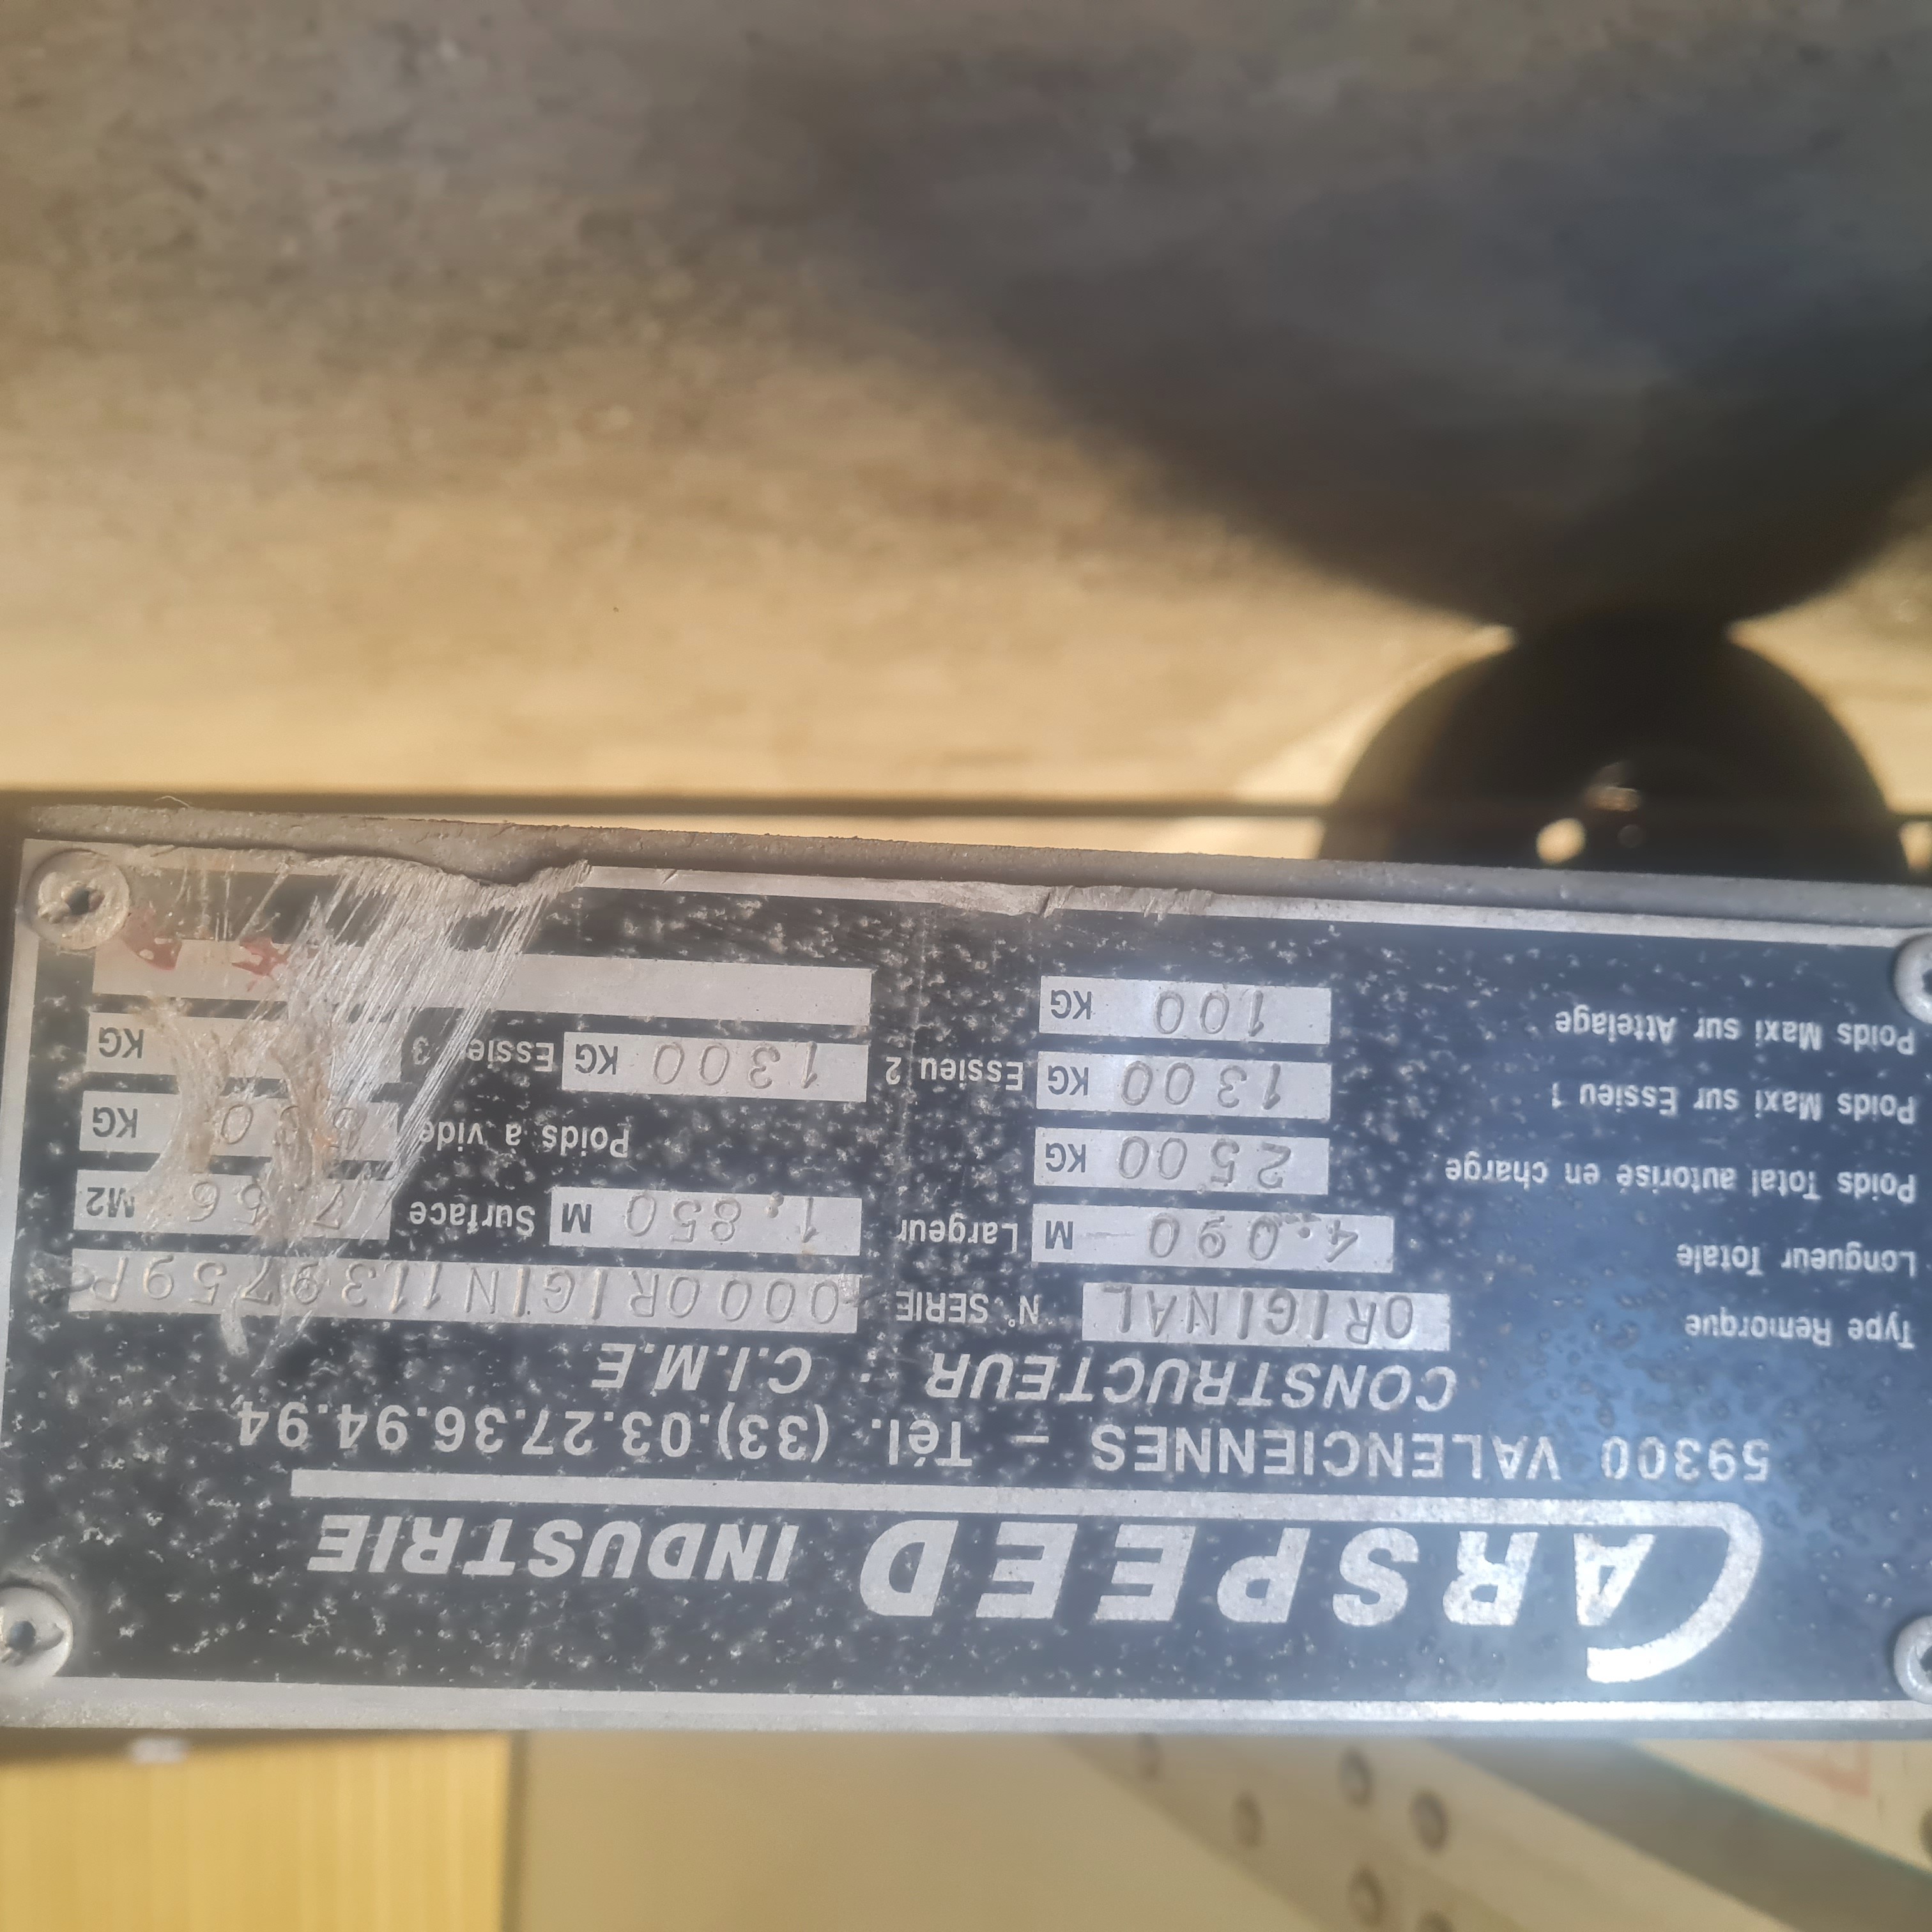 CARSPEED INDUSTRIE
59300 VALENCIENNES – Tél. (33).03.27.36.94.94
CONSTRUCTEUR : C.I.M.E
Type Remorque ORIGINAL N° SERIE 000ORIGIN1139759P
Longueur Totale 4.090 M Largeur 1.850 M Surface M2
Poids Total autorisé en charge 2500 KG Poids à vide KG
Poids Maxi sur Essieu 1 1300 KG Essieu 2 1300 KG Essieu 3 KG
Poids Maxi sur Attelage 100 KG